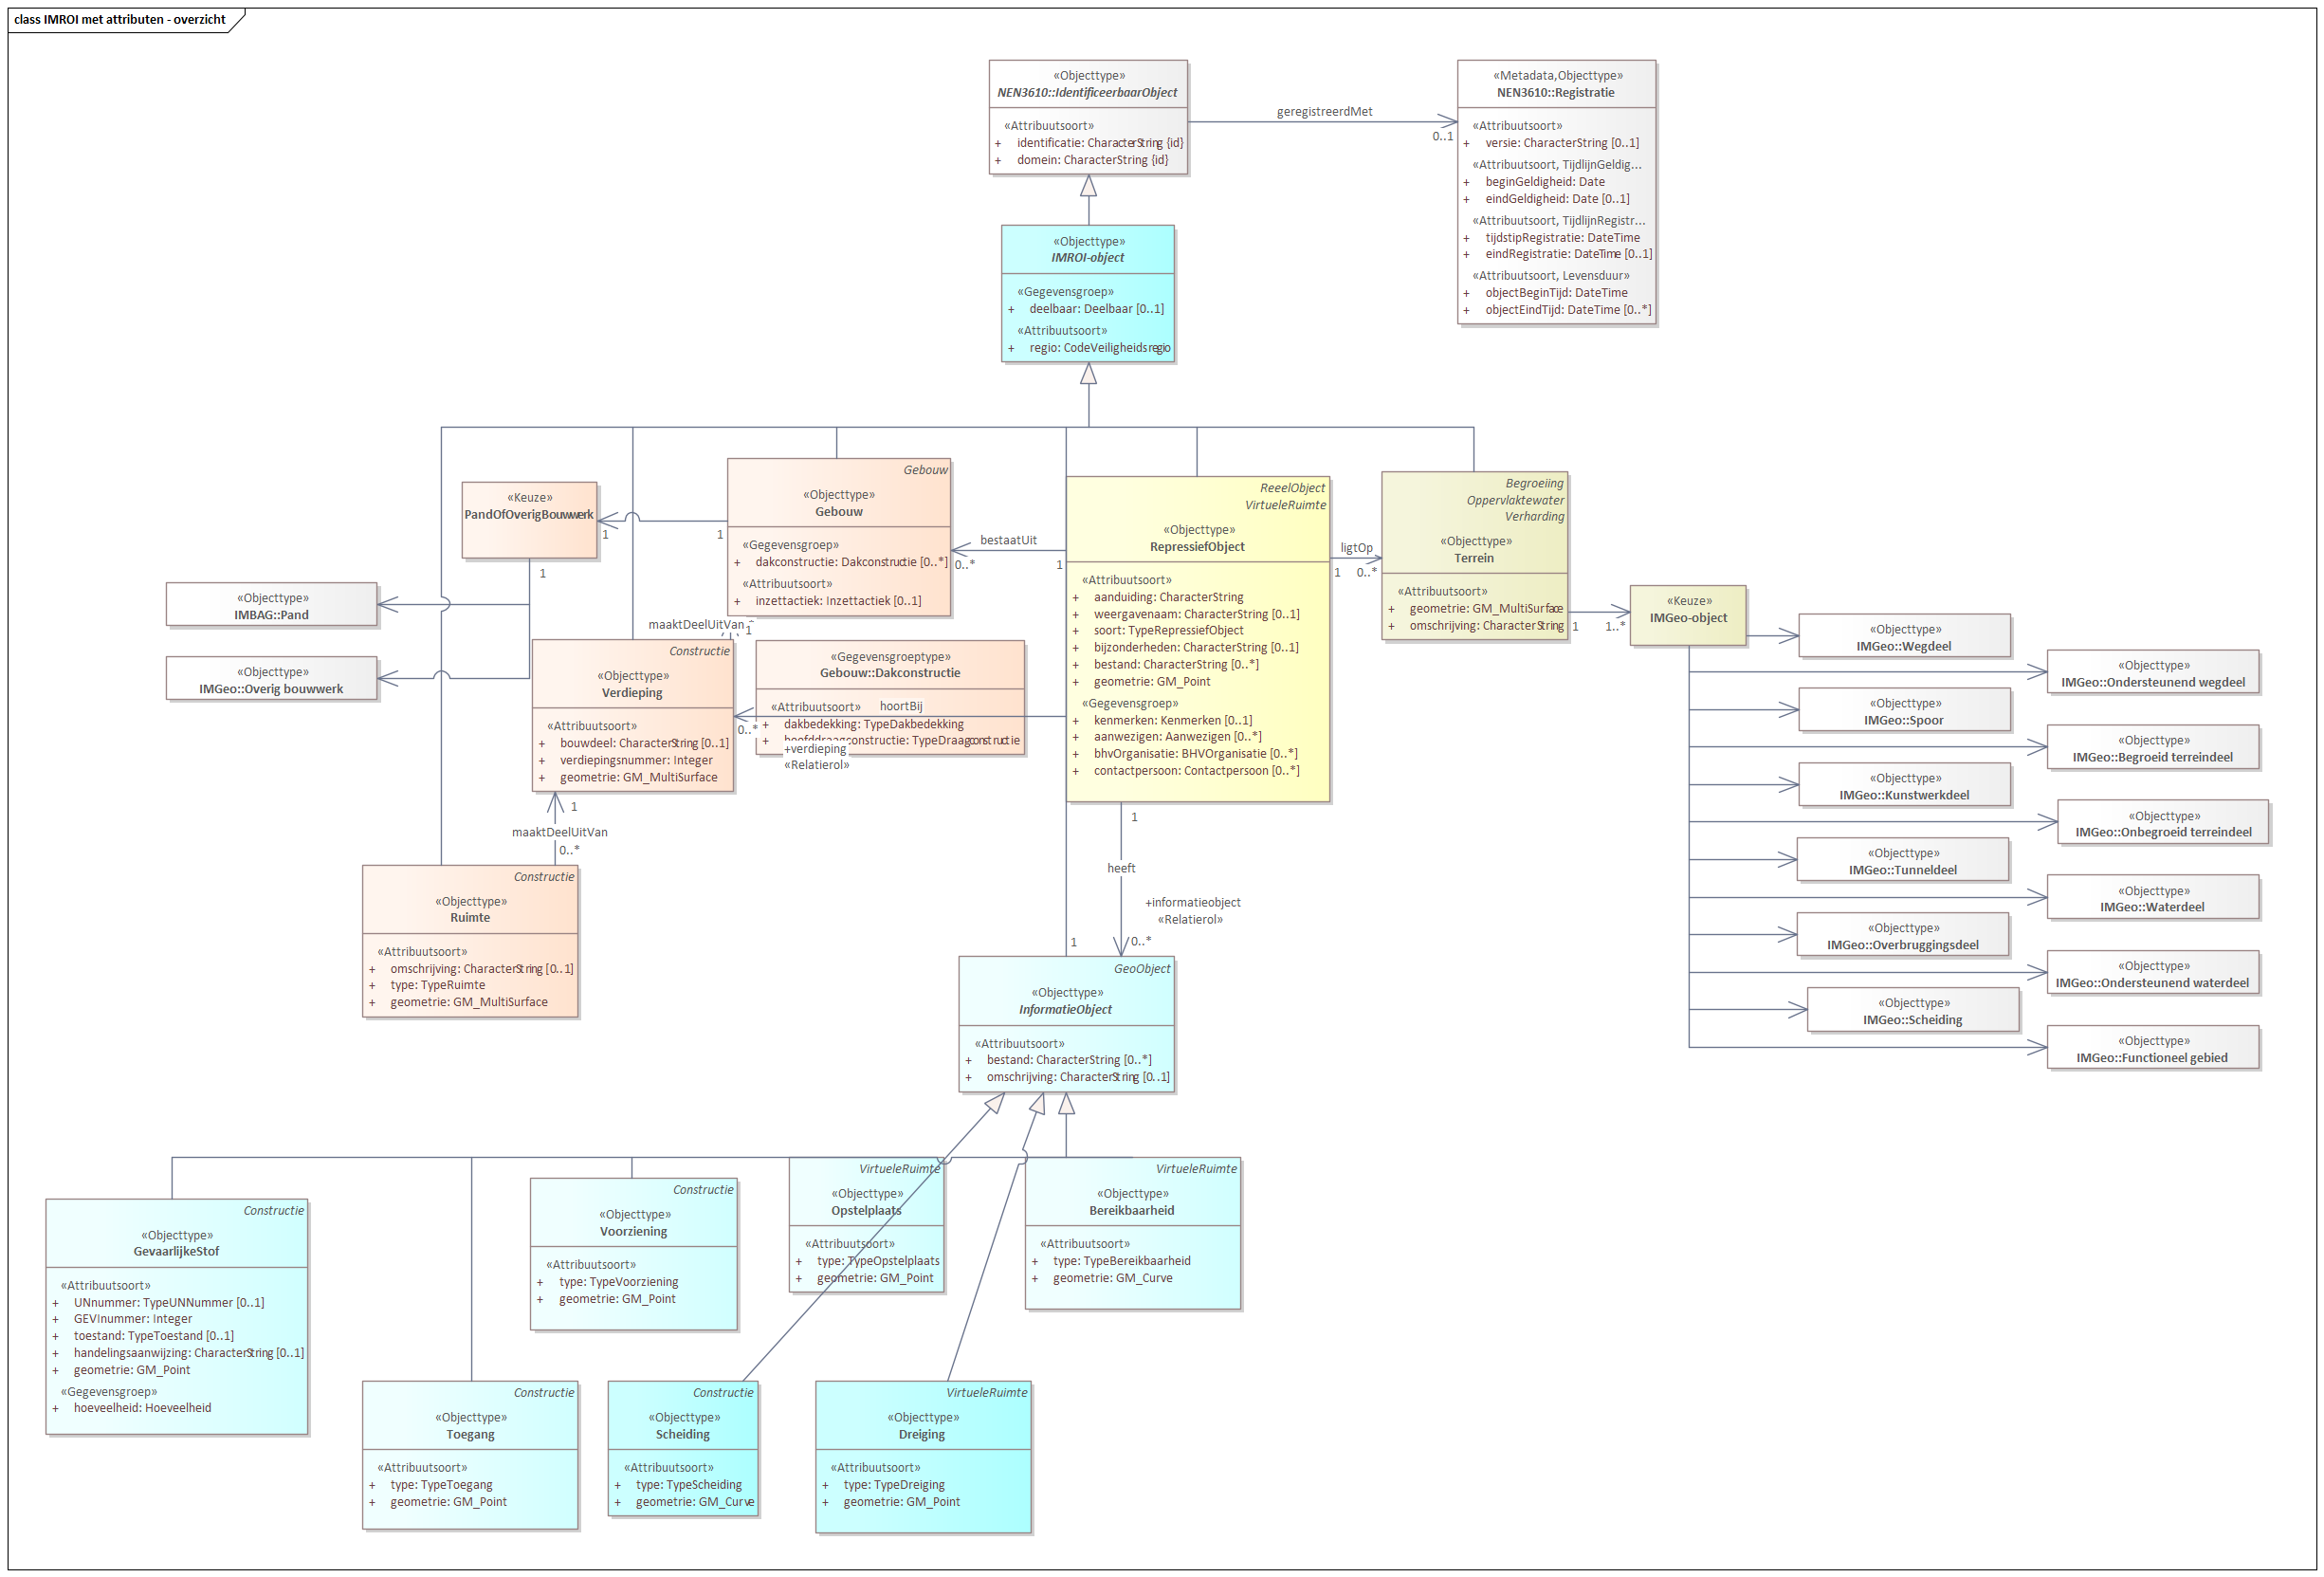 class IMROI met attributen - overzicht
«Objecttype»
NEN3610::IdentificeerbaarObject
«Attribuutsoort»
+ identificatie: CharacterString {id}
+ domein: CharacterString {id}
geregistreerdMet
0..1
«Metadata,Objecttype»
NEN3610::Registratie
«Attribuutsoort»
+ versie: CharacterString [0..1]
«Attribuutsoort, TijdlijnGeldig...
+ beginGeldigheid: Date
+ eindGeldigheid: Date [0..1]
«Attribuutsoort, TijdlijnRegistr...
+ tijdstipRegistratie: DateTime
+ eindRegistratie: DateTime [0..1]
«Attribuutsoort, Levensduur»
+ objectBeginTijd: DateTime
+ objectEindTijd: DateTime [0..*]
«Objecttype»
IMROI-object
«Gegevensgroep»
+ deelbaar: Deelbaar [0..1]
«Attribuutsoort»
+ regio: CodeVeiligheidsregio
«Keuze»
PandOfOverigBouwwerk
1
1
1
«Objecttype»
IMBAG::Pand
«Objecttype»
IMGeo::Overig bouwwerk
Gebouw
«Objecttype»
Gebouw
«Gegevensgroep»
+ dakconstructie: Dakconstructie [0..*]
«Attribuutsoort»
+ inzettactiek: Inzettactiek [0..1]
bestaatUit
0..*
1
maaktDeelUitVan
*
1
ReeelObject
VirtueleRuimte
«Objecttype»
RepressiefObject
«Attribuutsoort»
+ aanduiding: CharacterString
+ weergavenaam: CharacterString [0..1]
+ soort: TypeRepressiefObject
+ bijzonderheden: CharacterString [0..1]
+ bestand: CharacterString [0..*]
+ geometrie: GM_Point
«Gegevensgroep»
+ kenmerken: Kenmerken [0..1]
+ aanwezigen: Aanwezigen [0..*]
+ bhvOrganisatie: BHVOrganisatie [0..*]
+ contactpersoon: Contactpersoon [0..*]
ligtOp
1
0..*
Begroeiing
Oppervlaktewater
Verharding
«Objecttype»
Terrein
«Attribuutsoort»
+ geometrie: GM_MultiSurface
+ omschrijving: CharacterString
1
1..*
«Keuze»
IMGeo-object
«Objecttype»
IMGeo::Wegdeel
«Objecttype»
IMGeo::Ondersteunend wegdeel
«Objecttype»
IMGeo::Spoor
«Objecttype»
IMGeo::Begroeid terreindeel
«Objecttype»
IMGeo::Kunstwerkdeel
«Objecttype»
IMGeo::Onbegroeid terreindeel
«Objecttype»
IMGeo::Tunneldeel
«Objecttype»
IMGeo::Waterdeel
«Objecttype»
IMGeo::Overbruggingsdeel
«Objecttype»
IMGeo::Ondersteunend waterdeel
«Objecttype»
IMGeo::Scheiding
«Objecttype»
IMGeo::Functioneel gebied
Constructie
«Objecttype»
Verdieping
«Attribuutsoort»
+ bouwdeel: CharacterString [0..1]
+ verdiepingsnummer: Integer
+ geometrie: GM_MultiSurface
«Gegevensgroeptype»
Gebouw::Dakconstructie
«Attribuutsoort»
+ dakbedekking: TypeDakbedekking
+ hoofddraagconstructie: TypeDraagconstructie
hoortBij
0..*
+verdieping
«Relatierol»
1
maaktDeelUitVan
0..*
Constructie
«Objecttype»
Ruimte
«Attribuutsoort»
+ omschrijving: CharacterString [0..1]
+ type: TypeRuimte
+ geometrie: GM_MultiSurface
1
heeft
+informatieobject
«Relatierol»
1
0..*
GeoObject
«Objecttype»
InformatieObject
«Attribuutsoort»
+ bestand: CharacterString [0..*]
+ omschrijving: CharacterString [0..1]
Constructie
«Objecttype»
GevaarlijkeStof
«Attribuutsoort»
+ UNnummer: TypeUNNummer [0..1]
+ GEVInummer: Integer
+ toestand: TypeToestand [0..1]
+ handelingsaanwijzing: CharacterString [0..1]
+ geometrie: GM_Point
«Gegevensgroep»
+ hoeveelheid: Hoeveelheid
Constructie
«Objecttype»
Voorziening
«Attribuutsoort»
+ type: TypeVoorziening
+ geometrie: GM_Point
VirtueleRuimte
«Objecttype»
Opstelplaats
«Attribuutsoort»
+ type: TypeOpstelplaats
+ geometrie: GM_Point
VirtueleRuimte
«Objecttype»
Bereikbaarheid
«Attribuutsoort»
+ type: TypeBereikbaarheid
+ geometrie: GM_Curve
Constructie
«Objecttype»
Toegang
«Attribuutsoort»
+ type: TypeToegang
+ geometrie: GM_Point
Constructie
«Objecttype»
Scheiding
«Attribuutsoort»
+ type: TypeScheiding
+ geometrie: GM_Curve
VirtueleRuimte
«Objecttype»
Dreiging
«Attribuutsoort»
+ type: TypeDreiging
+ geometrie: GM_Point